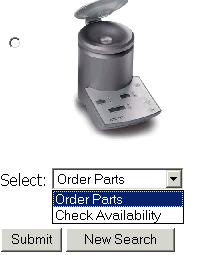 Select: Order Parts
Order Parts
Check Availability
Submit New Search